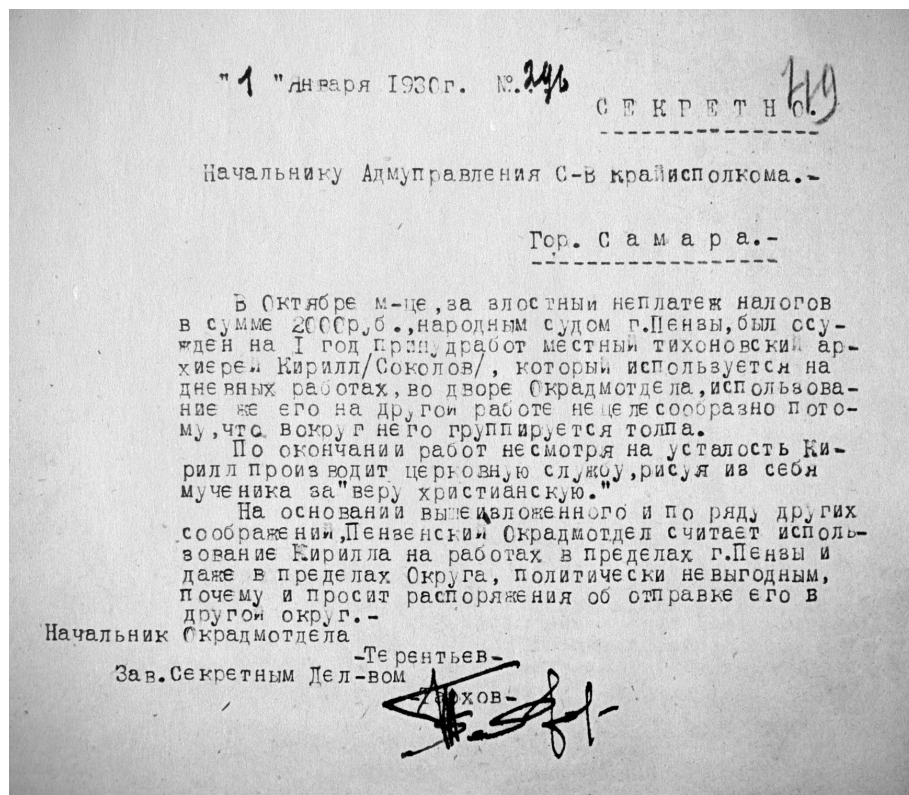 "1 "Января 1930г. №.296
49
СЕКРЕТНО.
Начальнику Адмуправления С-В крайисполкома.-
Гор. Самара.-
В Октябре м-це,за злостный неплатеж налогов
в сумме 2000руб.,народным судом г.Пензы,был осу-
жден на I год принудработ местный тихоновский ар-
хиерей Кирилл/Соколов/, который используется на
дневных работах,во дворе Окрадмотдела,использова-
ние же его на другой работе нецелесообразно пото-
му,что вокруг него группируется толпа.
По окончании работ несмотря на усталость Ки-
рилл производит церковную службу,рисуя из себя
мученика за"веру христианскую."
На основании вышеизложенного и по ряду других
соображений,Пензенский Окрадмотдел считает исполь-
зование Кирилла на работах в пределах г.Пензы и
даже в пределах Округа, политически невыгодным,
почему и просит распоряжения об отправке его в
другой округ.-
Начальник Окрадмотдела
-Терентьев-
Зав.Секретным Дел-вом
-Тархов-